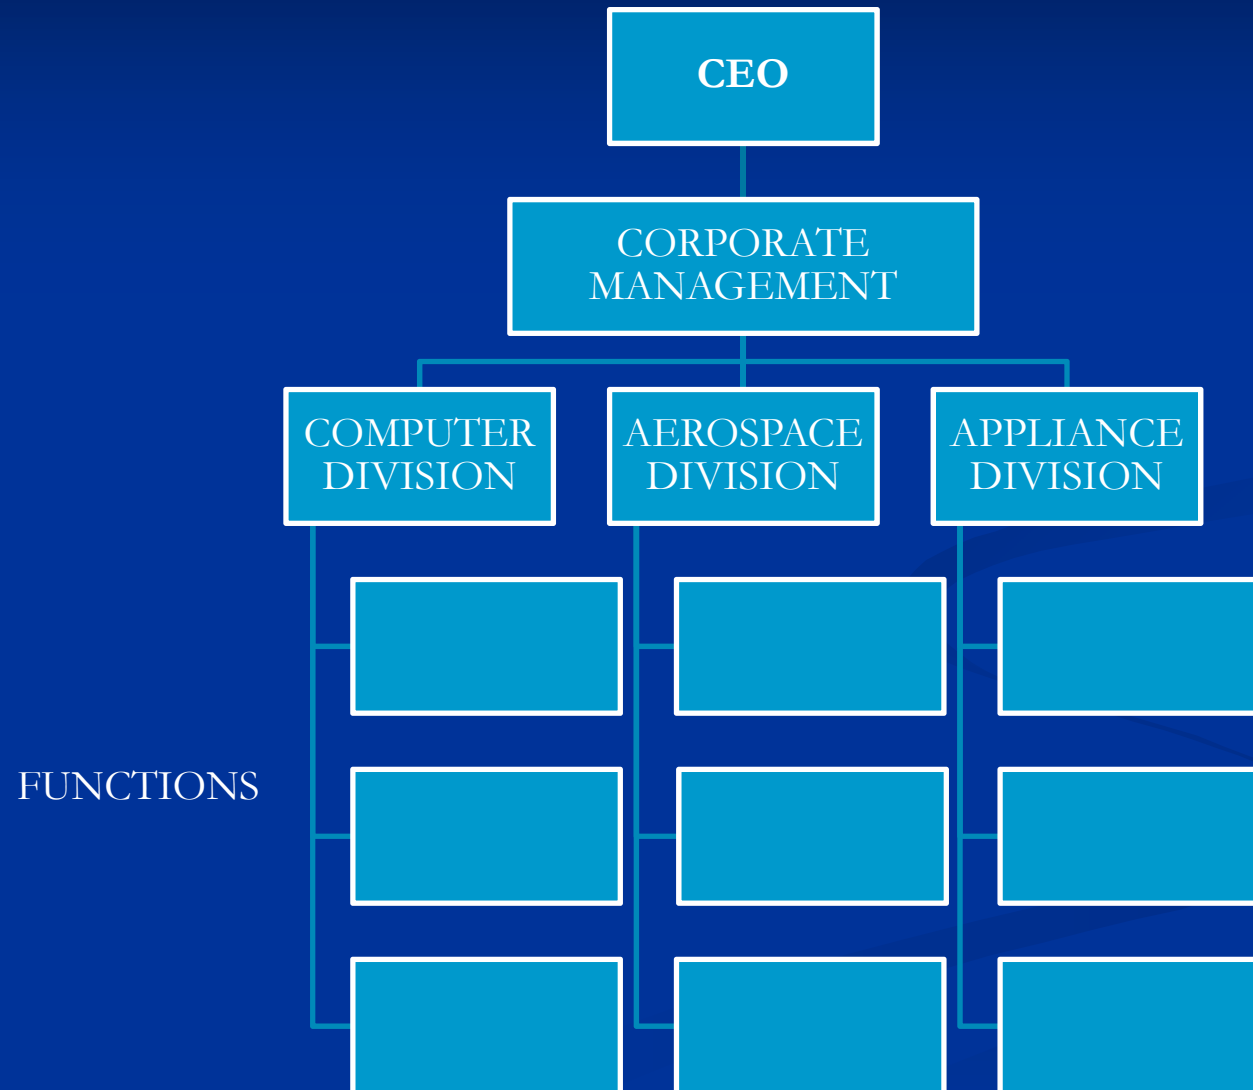 CEO
CORPORATE
MANAGEMENT
COMPUTER
DIVISION
AEROSPACE
DIVISION
APPLIANCE
DIVISION
FUNCTIONS